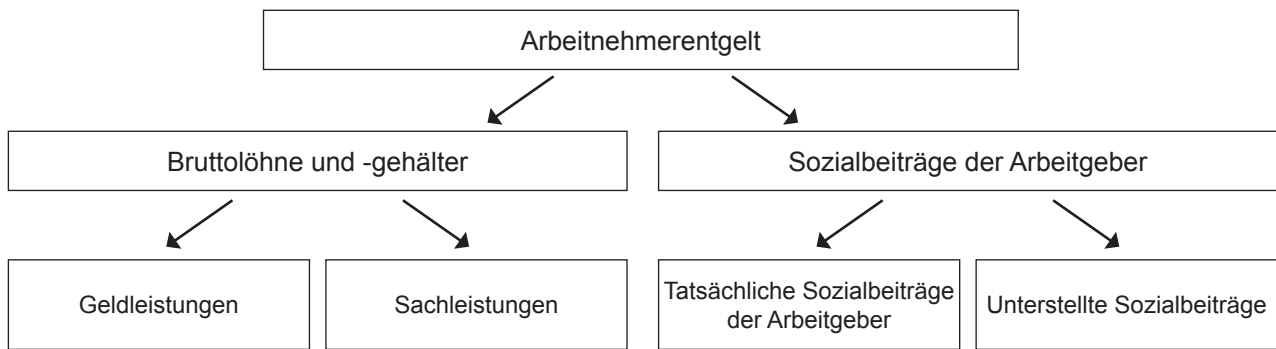 Arbeitnehmerentgelt
Bruttolöhne und -gehälter
Sozialbeiträge der Arbeitgeber
Geldleistungen
Sachleistungen
Tatsächliche Sozialbeiträge
der Arbeitgeber
Unterstellte Sozialbeiträge